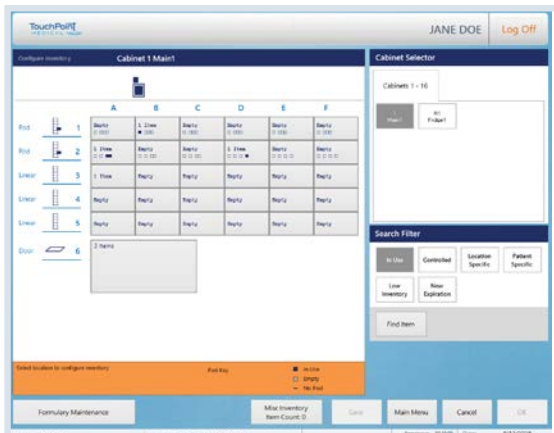 TouchPoint
MEDICAL
JANE DOE
Log Off
Configure Inventory
Cabinet 1 Main1
Cabinet Selector
Cabinets 1 - 16
1
Main1
Fridge1
A B C D E F
Pod 1 Empty 1 Item Empty Empty Empty Empty
Pod 2 1 Item Empty Empty 1 Item Empty Empty
Linear 3 1 Item Empty Empty Empty Empty Empty
Linear 4 Empty Empty Empty Empty Empty Empty
Linear 5 Empty Empty Empty Empty Empty Empty
Door 6 2 Items
Search Filter
In Use
Controlled
Location Specific
Patient Specific
Low Inventory
Near Expiration
Find Item
Select location to configure inventory
Pod Key
In Use
Empty
No Pod
Formulary Maintenance
Misc Inventory
Item Count: 0
Save
Main Menu
Cancel
OK